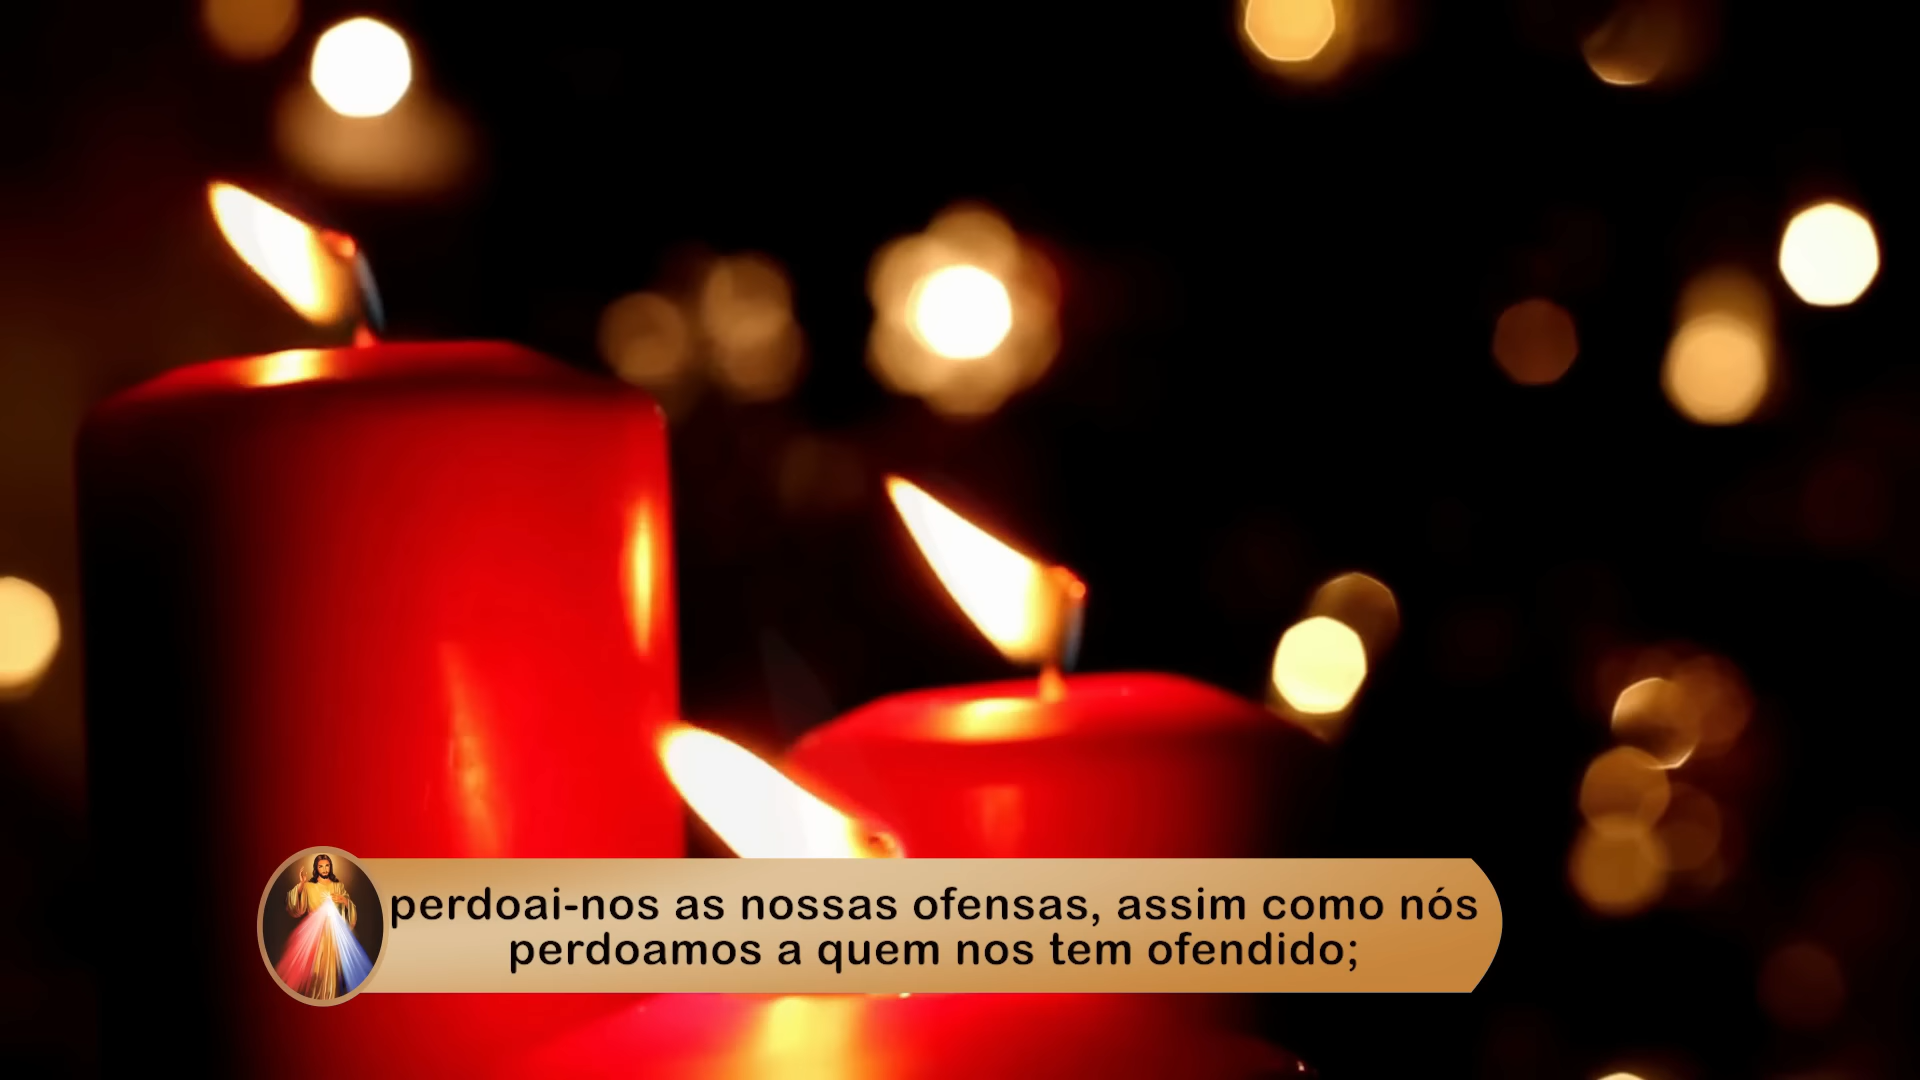 perdoai-nos as nossas ofensas, assim como nós
perdoamos a quem nos tem ofendido;